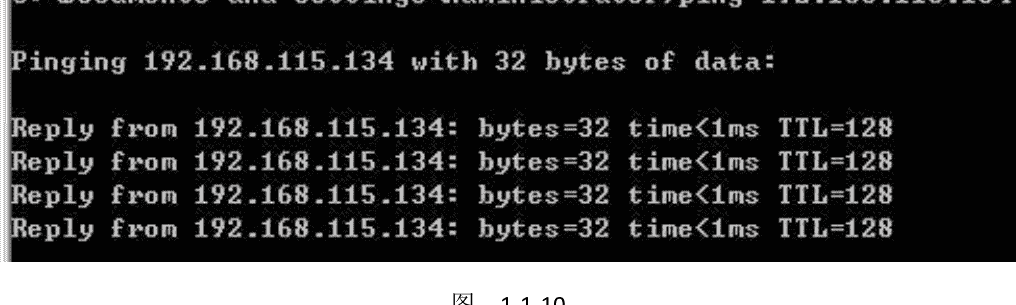 Pinging 192.168.115.134 with 32 bytes of data:
Reply from 192.168.115.134: bytes=32 time<1ms TTL=128
Reply from 192.168.115.134: bytes=32 time<1ms TTL=128
Reply from 192.168.115.134: bytes=32 time<1ms TTL=128
Reply from 192.168.115.134: bytes=32 time<1ms TTL=128
图 1-1-10